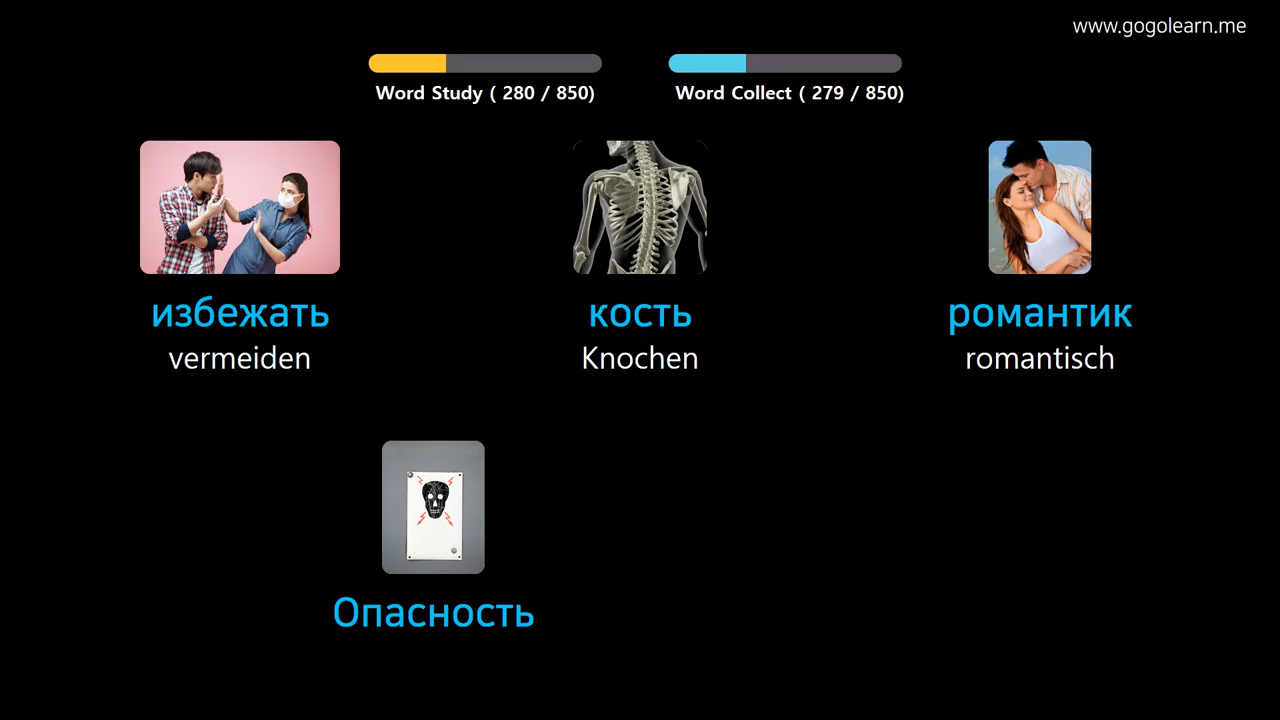 www.gogolearn.me
Word Study ( 280 / 850)
Word Collect ( 279 / 850)
избежать
кость
романтик
vermeiden
Knochen
romantisch
Опасность